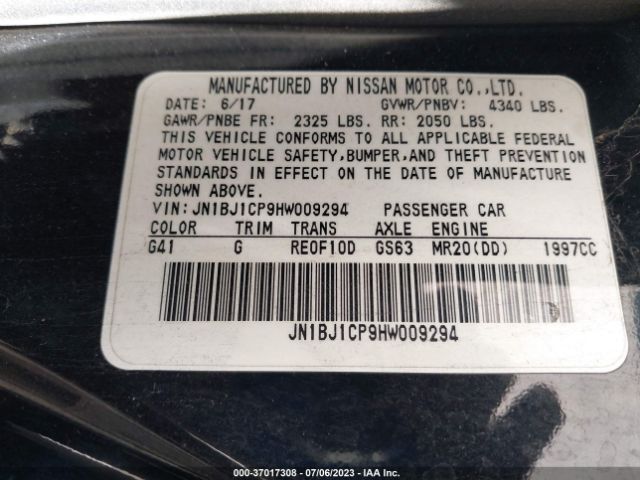 MANUFACTURED BY NISSAN MOTOR CO.,LTD.
DATE: 6/17 GVWR/PNBV: 4340 LBS.
GAWR/PNBE FR: 2325 LBS. RR: 2050 LBS.
THIS VEHICLE CONFORMS TO ALL APPLICABLE FEDERAL
MOTOR VEHICLE SAFETY,BUMPER,AND THEFT PREVENTION
STANDARDS IN EFFECT ON THE DATE OF MANUFACTURE
SHOWN ABOVE.
VIN:JN1BJ1CP9HW009294 PASSENGER CAR
COLOR TRIM TRANS AXLE ENGINE
G41 G RE0F10D GS63 MR20(DD) 1997CC
JN1BJ1CP9HW009294
000-37017308 - 07/06/2023 - IAA Inc.